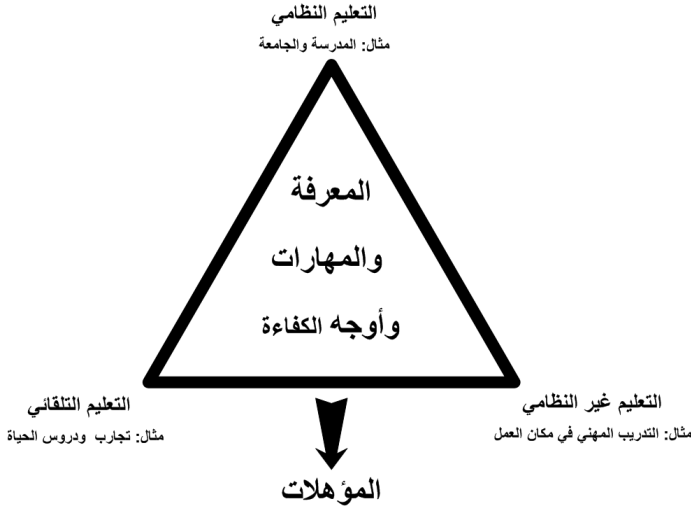 التعليم النظامي
مثال: المدرسة والجامعة
المعرفة
والمهارات
وأوجه الكفاءة
التعليم غير النظامي
مثال: التدريب المهني في مكان العمل
التعليم التلقائي
مثال: تجارب ودروس الحياة
المؤهلات